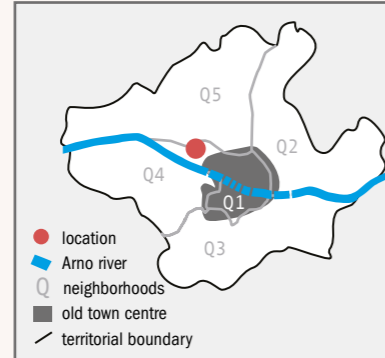 Q5
Q2
Q4
Q1
Q3
location
Arno river
Q neighborhoods
old town centre
territorial boundary